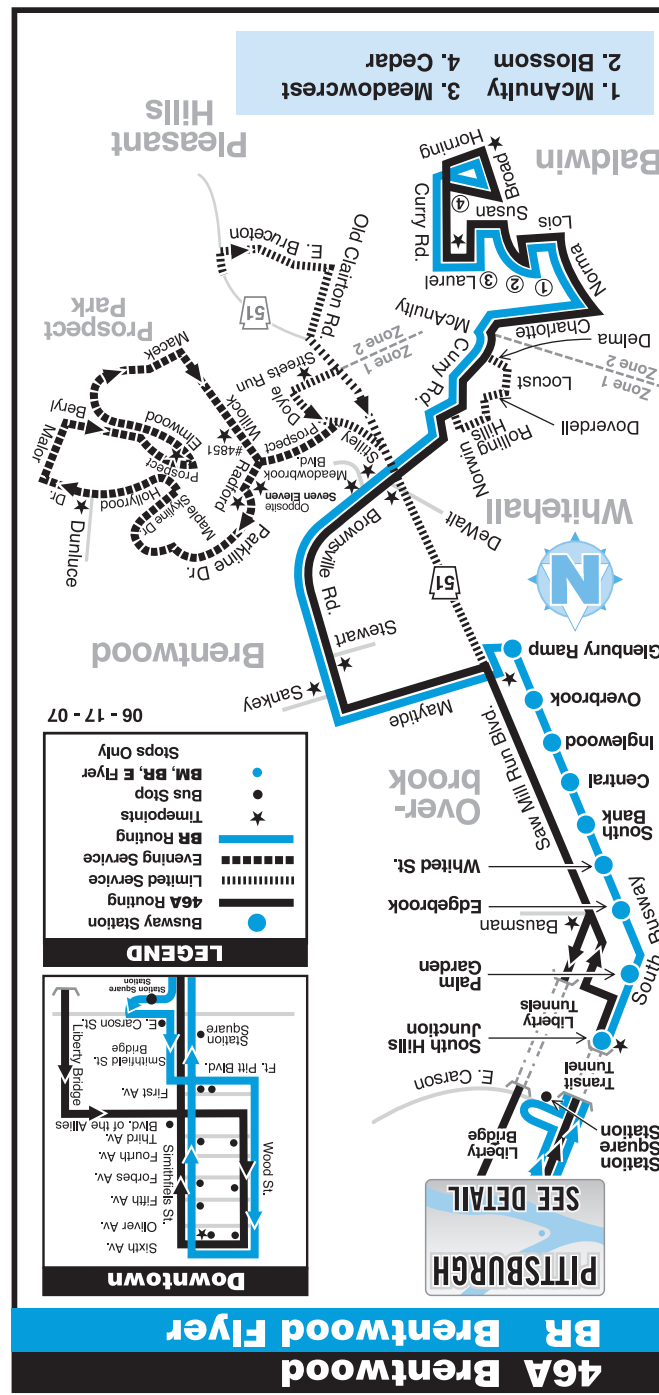 46A Brentwood
BR Brentwood Flyer
PITTSBURGH
SEE DETAIL
Downtown
Sixth Av.
Oliver Av.
Fifth Av.
Forbes Av.
Fourth Av.
Third Av.
Blvd. of the Allies
First Av.
Ft. Pitt Blvd.
Wood St.
Simithfiels St.
Smithfield St.
Bridge
Station
Square
E. Carson St.
Station Square
Station
Liberty Bridge
LEGEND
Busway Station
46A Routing
Limited Service
Evening Service
BR Routing
Timepoints
Bus Stop
BM, BR, E Flyer
Stops Only
06 - 17 - 07
Station
Square
Station
Liberty
Bridge
E. Carson
Transit
Tunnel
South Hills
Junction
Liberty
Tunnels
Palm
Garden
South Busway
Bausman
Edgebrook
Whited St.
South
Bank
Central
Inglewood
Overbrook
Glenbury Ramp
Saw Mill Run Blvd.
Over-
brook
Maytide
Sankey
Stewart
Brentwood
51
N
Whitehall
Brownsville Rd.
DeWalt
Parkline Dr.
Dunluce
Hollyrood
Dr.
Maior
Beryl
Skyline Dr.
Maple
Prospect
Elmwood
Radford
Opposite
Seven Eleven
Meadowbrook
Blvd.
#4851
Willock
Macek
Prospect
Park
Prospect
Stilley
Doyle
Streets Run
Zone 1
Zone 2
Norwin
Rolling
Hills
Doverdell
Locust
Delma
Zone 1
Zone 2
Curry Rd.
McAnulty
Charlotte
Norma
Lois
1
2
3
Laurel
Susan
4
Curry Rd.
Broad
Horning
Baldwin
Old Clairton Rd.
51
E. Bruceton
Pleasant
Hills
1. McAnulty 3. Meadowcrest
2. Blossom 4. Cedar